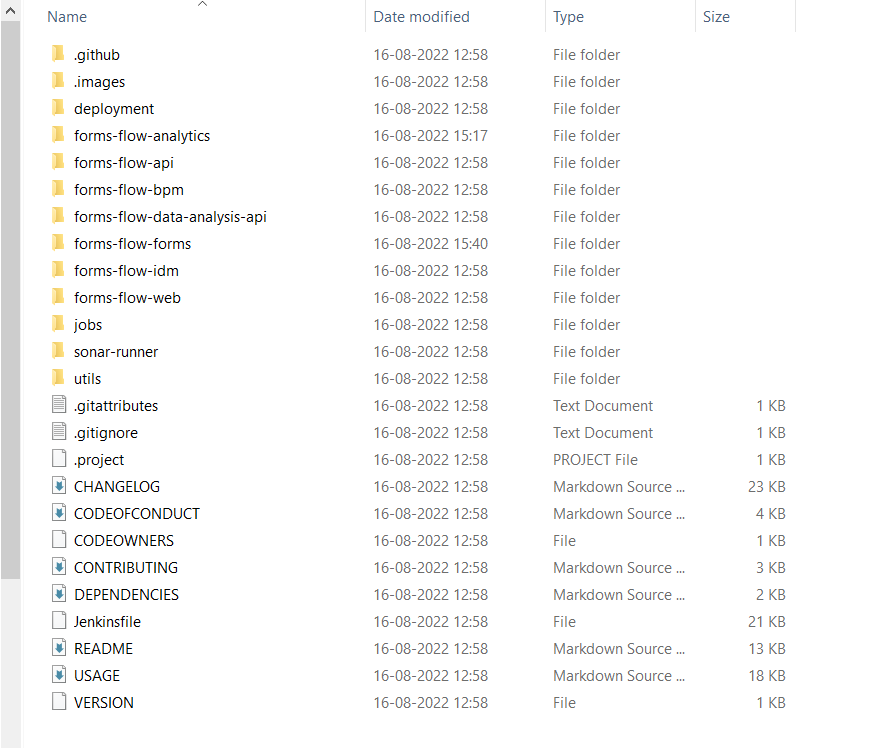 Name Date modified Type Size
.github 16-08-2022 12:58 File folder
.images 16-08-2022 12:58 File folder
deployment 16-08-2022 12:58 File folder
forms-flow-analytics 16-08-2022 15:17 File folder
forms-flow-api 16-08-2022 12:58 File folder
forms-flow-bpm 16-08-2022 12:58 File folder
forms-flow-data-analysis-api 16-08-2022 12:58 File folder
forms-flow-forms 16-08-2022 15:40 File folder
forms-flow-idm 16-08-2022 12:58 File folder
forms-flow-web 16-08-2022 12:58 File folder
jobs 16-08-2022 12:58 File folder
sonar-runner 16-08-2022 12:58 File folder
utils 16-08-2022 12:58 File folder
.gitattributes 16-08-2022 12:58 Text Document 1 KB
.gitignore 16-08-2022 12:58 Text Document 1 KB
.project 16-08-2022 12:58 PROJECT File 1 KB
CHANGELOG 16-08-2022 12:58 Markdown Source ... 23 KB
CODEOFCONDUCT 16-08-2022 12:58 Markdown Source ... 4 KB
CODEOWNERS 16-08-2022 12:58 File 1 KB
CONTRIBUTING 16-08-2022 12:58 Markdown Source ... 3 KB
DEPENDENCIES 16-08-2022 12:58 Markdown Source ... 2 KB
Jenkinsfile 16-08-2022 12:58 File 21 KB
README 16-08-2022 12:58 Markdown Source ... 13 KB
USAGE 16-08-2022 12:58 Markdown Source ... 18 KB
VERSION 16-08-2022 12:58 File 1 KB